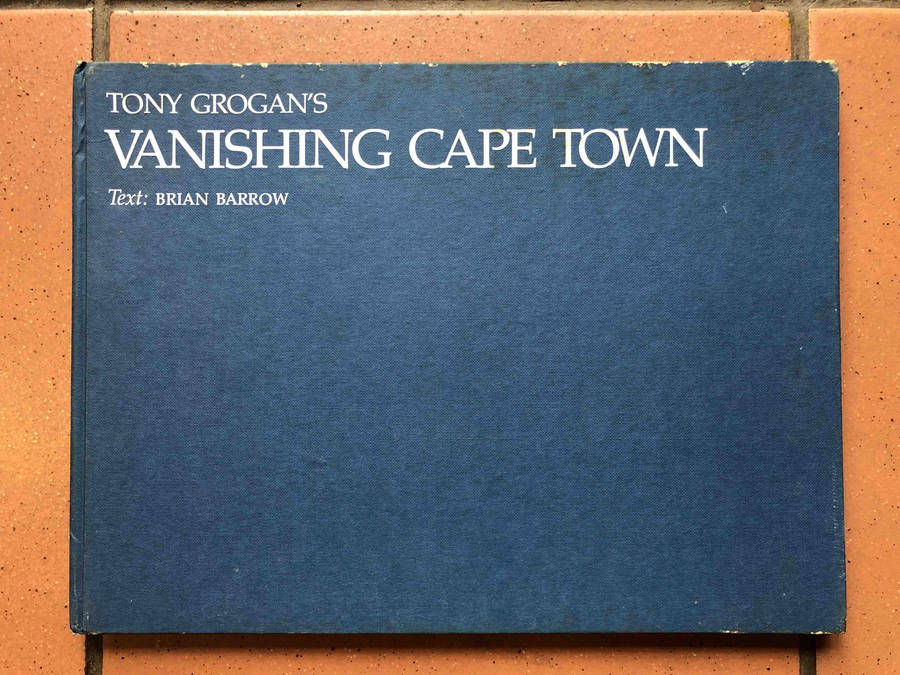 TONY GROGAN'S
VANISHING CAPE TOWN
Text: BRIAN BARROW